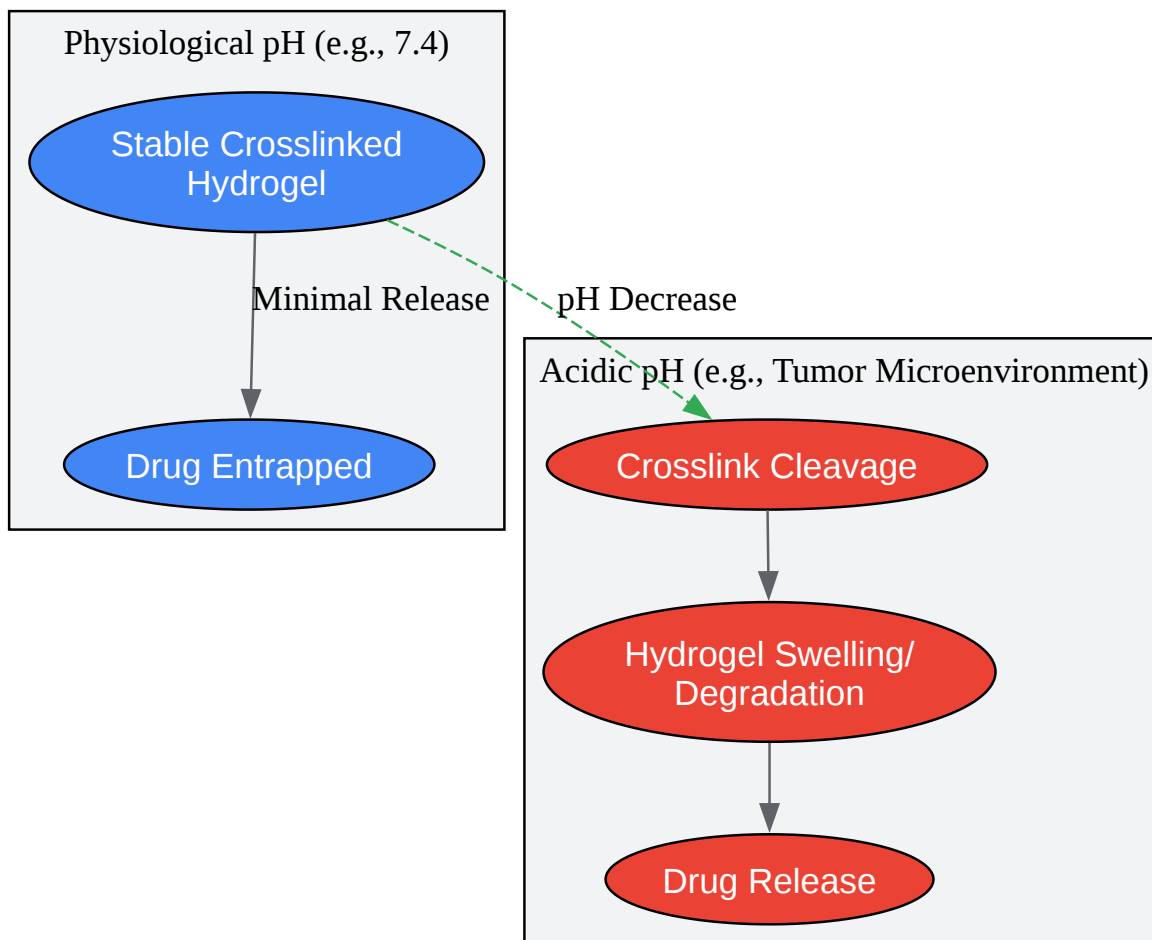 Physiological pH (e.g., 7.4)
Stable Crosslinked
Hydrogel
Minimal Release
pH Decrease
Drug Entrapped
Acidic pH (e.g., Tumor Microenvironment)
Crosslink Cleavage
Hydrogel Swelling/
Degradation
Drug Release